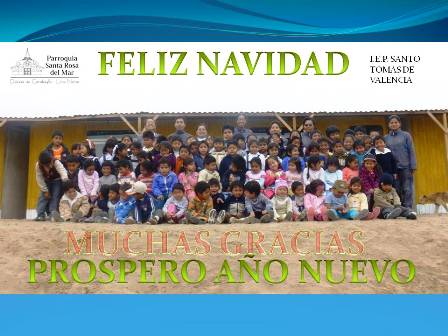 Parroquia
Santa Rosa
del Mar
FELIZ NAVIDAD
I.E.P. SANTO
TOMAS DE
VALENCIA
MUCHAS GRACIAS
PROSPERO AÑO NUEVO